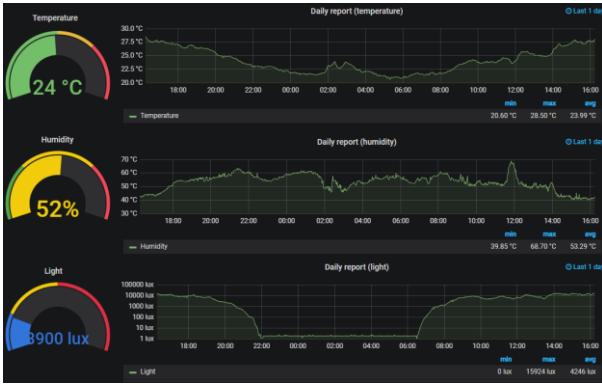 Temperature
24 °C
Daily report (temperature)
Last 1 da
30.0 °C
27.5 °C
25.0 °C
22.5 °C
20.0 °C
18:00 20:00 22:00 00:00 02:00 04:00 06:00 08:00 10:00 12:00 14:00 16:00
min max avg
Temperature 20.60 °C 28.50 °C 23.99 °C
Humidity
52%
Daily report (humidity)
Last 1 da
70 °C
60 °C
50 °C
40 °C
30 °C
18:00 20:00 22:00 00:00 02:00 04:00 06:00 08:00 10:00 12:00 14:00 16:00
min max avg
Humidity 39.85 °C 68.70 °C 53.29 °C
Light
3900 lux
Daily report (light)
Last 1 da
100000 lux
10000 lux
1000 lux
100 lux
10 lux
1 lux
18:00 20:00 22:00 00:00 02:00 04:00 06:00 08:00 10:00 12:00 14:00 16:00
min max avg
Light 0 lux 15924 lux 4246 lux